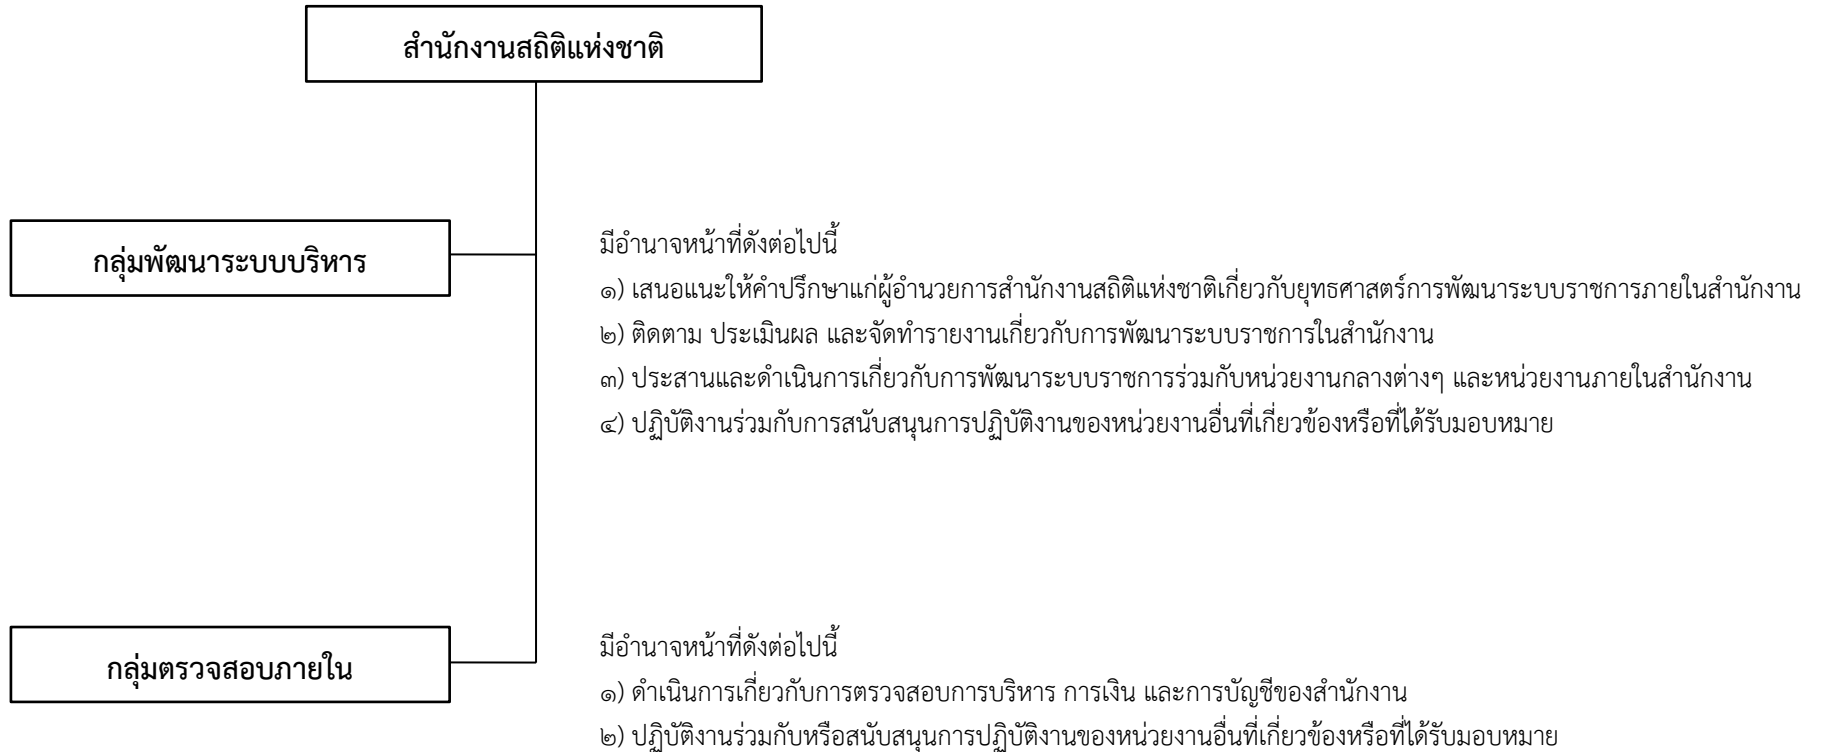 สำนักงานสถิติแห่งชาติ
กลุ่มพัฒนาระบบบริหาร
มีอำนาจหน้าที่ดังต่อไปนี้
๑) เสนอแนะให้คำปรึกษาแก่ผู้อำนวยการสำนักงานสถิติแห่งชาติเกี่ยวกับยุทธศาสตร์การพัฒนาระบบราชการภายในสำนักงาน
๒) ติดตาม ประเมินผล และจัดทำรายงานเกี่ยวกับการพัฒนาระบบราชการในสำนักงาน
๓) ประสานและดำเนินการเกี่ยวกับการพัฒนาระบบราชการร่วมกับหน่วยงานกลางต่างๆ และหน่วยงานภายในสำนักงาน
๔) ปฏิบัติงานร่วมกับการสนับสนุนการปฏิบัติงานของหน่วยงานอื่นที่เกี่ยวข้องหรือที่ได้รับมอบหมาย
กลุ่มตรวจสอบภายใน
มีอำนาจหน้าที่ดังต่อไปนี้
๑) ดำเนินการเกี่ยวกับการตรวจสอบการบริหาร การเงิน และการบัญชีของสำนักงาน
๒) ปฏิบัติงานร่วมกับหรือสนับสนุนการปฏิบัติงานของหน่วยงานอื่นที่เกี่ยวข้องหรือที่ได้รับมอบหมาย